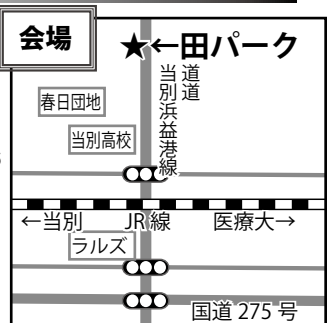 会場
★←田パーク
道道
当別浜益港線
春日団地
当別高校
←当別 JR線 医療大→
ラルズ
国道275号